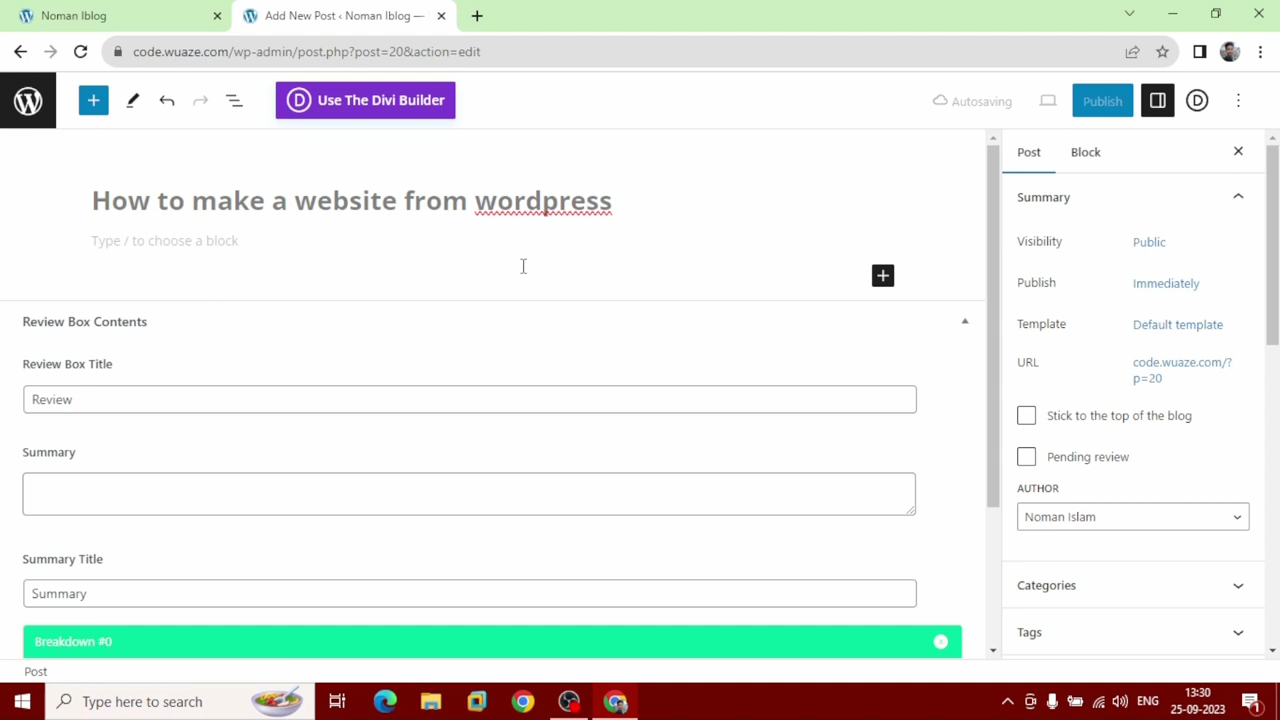 Noman Iblog
Add New Post ‹ Noman Iblog —
code.wuaze.com/wp-admin/post.php?post=20&action=edit
Use The Divi Builder
Autosaving
Publish
How to make a website from wordpress
Type / to choose a block
Review Box Contents
Review Box Title
Review
Summary
Summary Title
Summary
Breakdown #0
Post
Post Block
Summary
Visibility Public
Publish Immediately
Template Default template
URL code.wuaze.com/?
p=20
Stick to the top of the blog
Pending review
AUTHOR
Noman Islam
Categories
Tags
Type here to search
ENG
13:30
25-09-2023
1